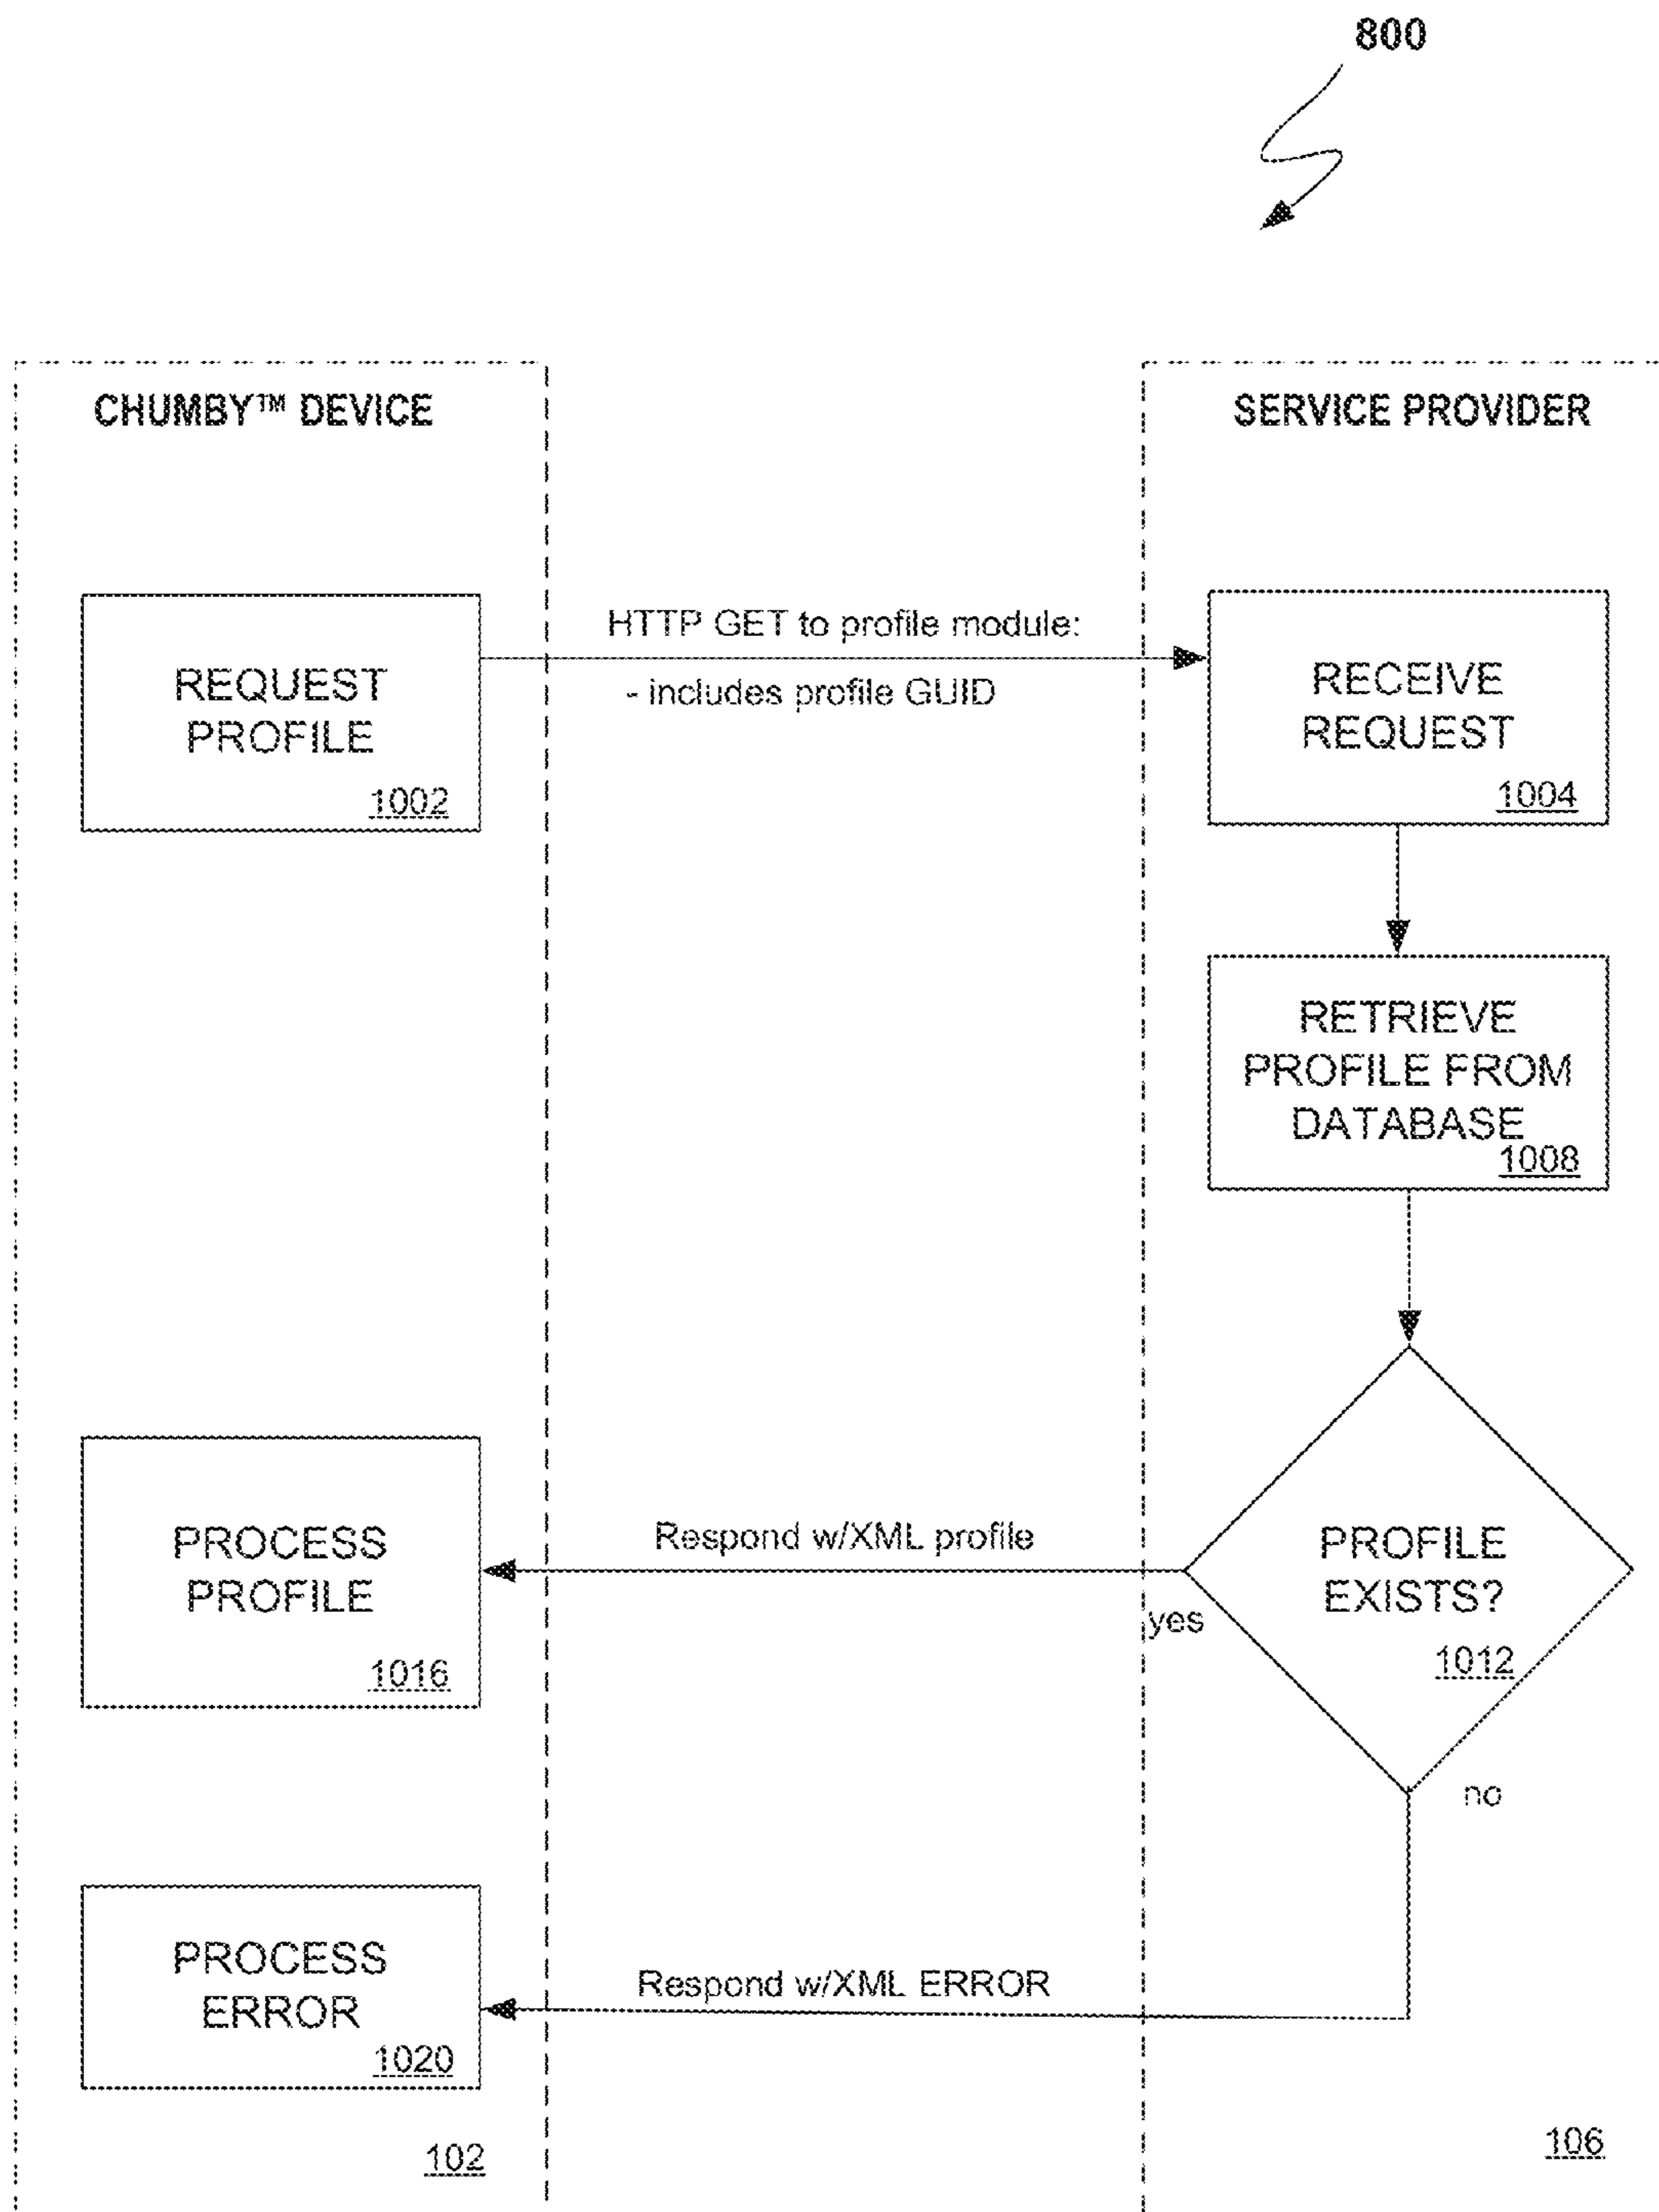 800
CHUMBY™ DEVICE
SERVICE PROVIDER
REQUEST
PROFILE
1002
HTTP GET to profile module:
- includes profile GUID
RECEIVE
REQUEST
1004
RETRIEVE
PROFILE FROM
DATABASE
1008
PROCESS
PROFILE
1016
Respond w/XML profile
yes
PROFILE
EXISTS?
1012
no
PROCESS
ERROR
1020
Respond w/XML ERROR
102
106